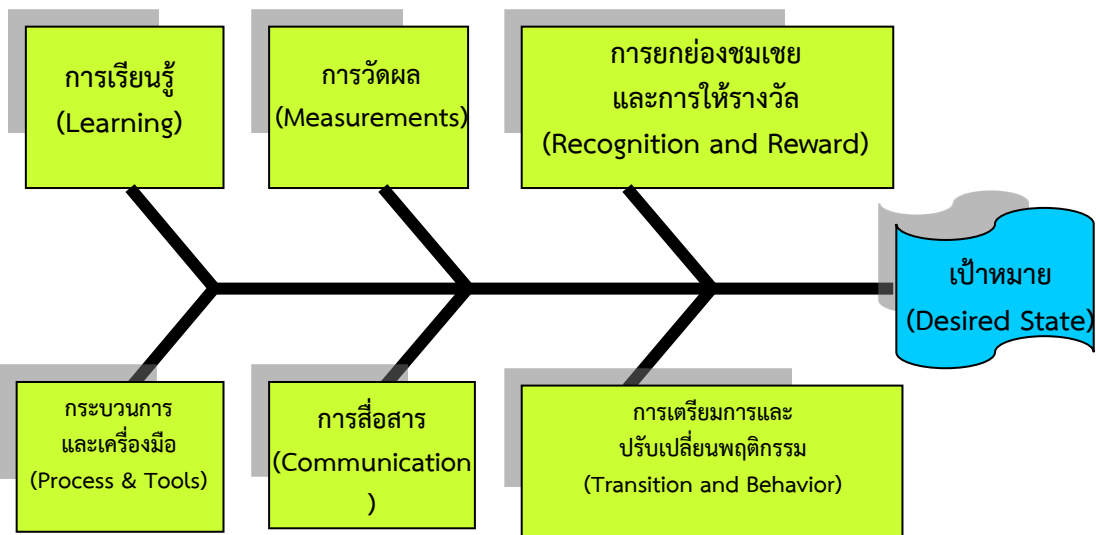 การเรียนรู้
(Learning)
การวัดผล
(Measurements)
การยกย่องชมเชย
และการให้รางวัล
(Recognition and Reward)
เป้าหมาย
(Desired State)
กระบวนการ
และเครื่องมือ
(Process & Tools)
การสื่อสาร
(Communication
)
การเตรียมการและ
ปรับเปลี่ยนพฤติกรรม
(Transition and Behavior)